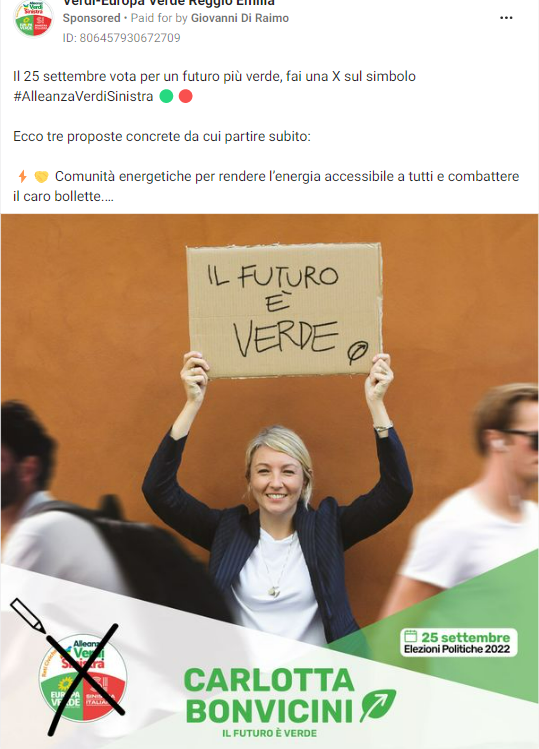 Verdi-Europa Verde Reggio Emilia
Sponsored • Paid for by Giovanni Di Raimo
ID: 806457930672709
Il 25 settembre vota per un futuro più verde, fai una X sul simbolo
#AlleanzaVerdiSinistra
Ecco tre proposte concrete da cui partire subito:
Comunità energetiche per rendere l'energia accessibile a tutti e combattere
il caro bollette....
IL FUTURO
È
VERDE
25 settembre
Elezioni Politiche 2022
Alleanza
Verdi
Sinistra
EUROPA
VERDE
SI
SINISTRA
ITALIANA
CARLOTTA
BONVICINI
IL FUTURO È VERDE